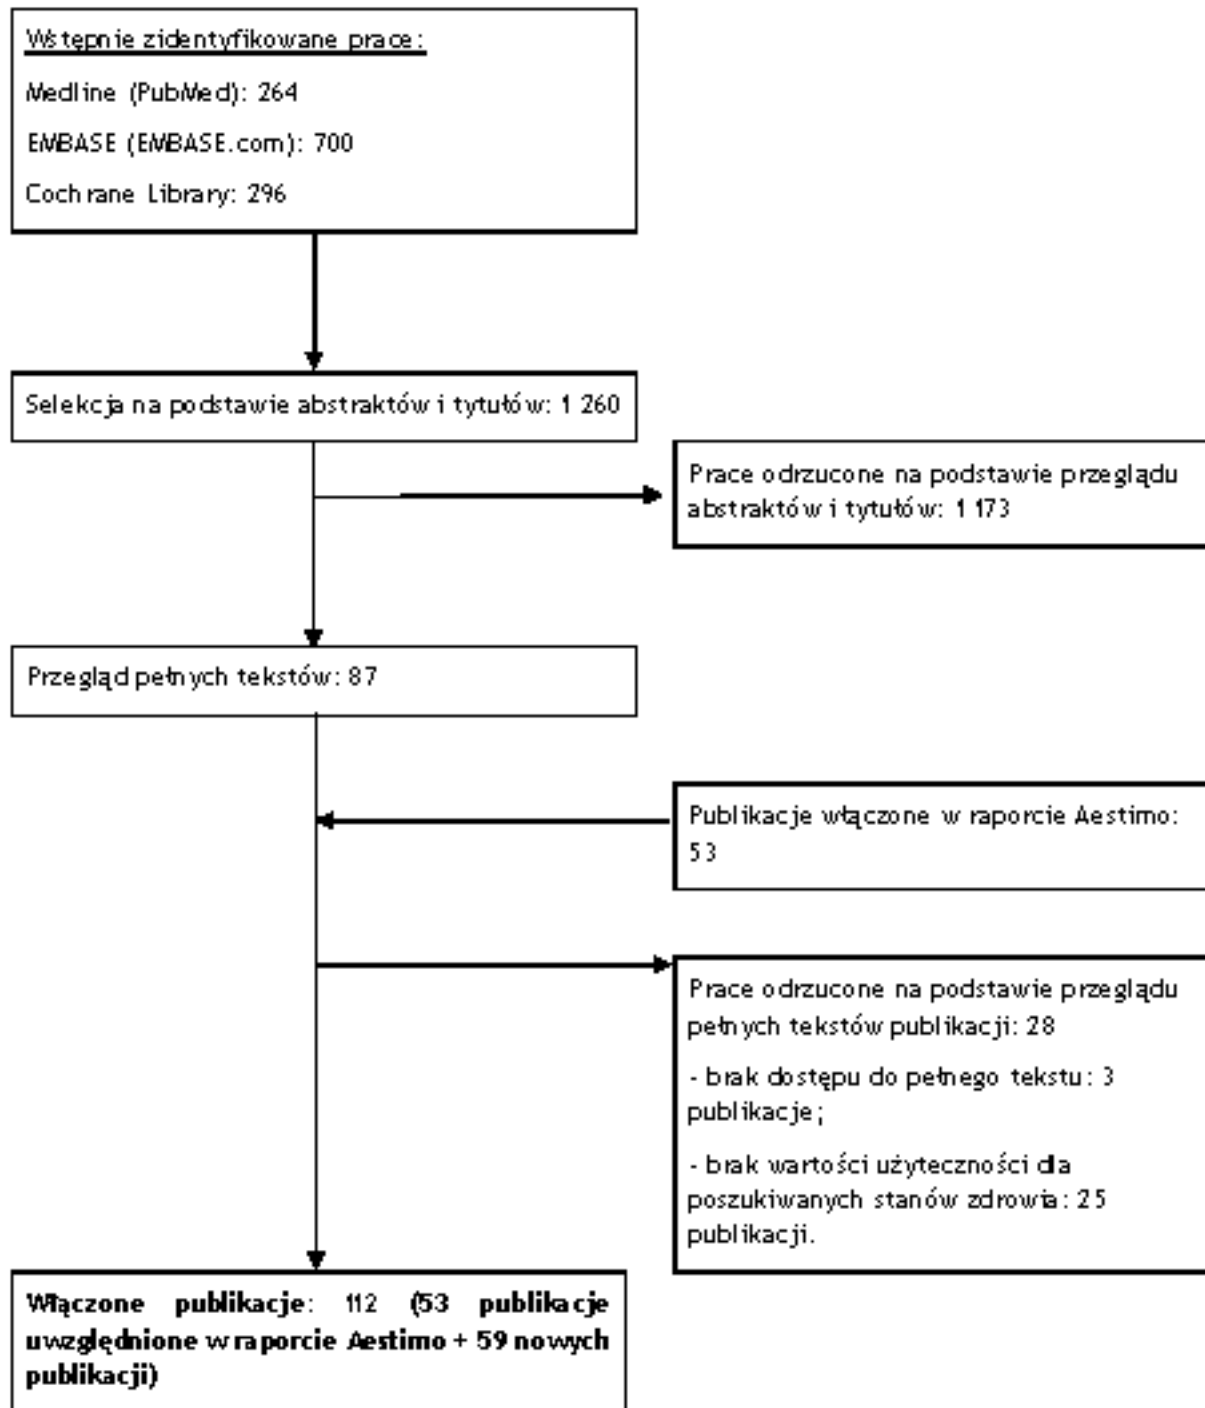 Wstępnie zidentyfikowane prace:
Medline (PubMed): 264
EMBASE (EMBASE.com): 700
Cochrane Library: 296
Selekcja na podstawie abstraktów i tytułów: 1 260
Prace odrzucone na podstawie przeglądu
abstraktów i tytułów: 1 173
Przegląd pełnych tekstów: 87
Publikacje włączone w raporcie Aestimo:
53
Prace odrzucone na podstawie przeglądu
pełnych tekstów publikacji: 28
- brak dostępu do pełnego tekstu: 3
publikacje;
- brak wartości użyteczności dla
poszukiwanych stanów zdrowia: 25
publikacji.
Włączone publikacje: 112 (53 publikacje
uwzględnione w raporcie Aestimo + 59 nowych
publikacji)